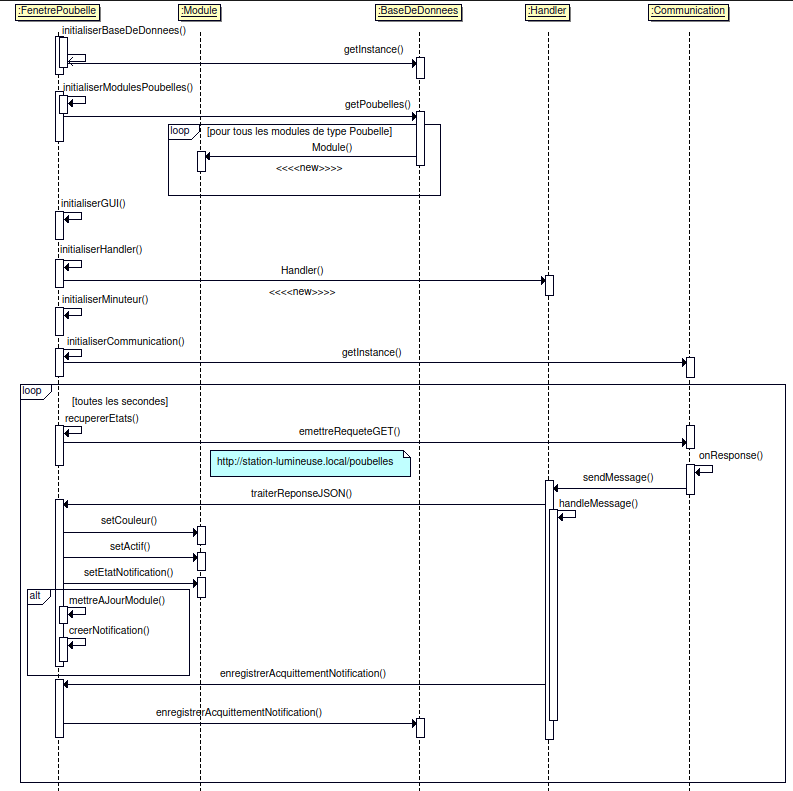 :FenetrePoubelle :Module :BaseDeDonnees :Handler :Communication
initialiserBaseDeDonnees()
getInstance()
initialiserModulesPoubelles()
getPoubelles()
loop [pour tous les modules de type Poubelle]
Module()
<<<<new>>>>
initialiserGUI()
initialiserHandler()
Handler()
<<<<new>>>>
initialiserMinuteur()
initialiserCommunication()
getInstance()
loop
[toutes les secondes]
recupererEtats()
emettreRequeteGET()
http://station-lumineuse.local/poubelles
onResponse()
sendMessage()
traiterReponseJSON()
handleMessage()
setCouleur()
setActif()
setEtatNotification()
alt
mettreAJourModule()
creerNotification()
enregistrerAcquittementNotification()
enregistrerAcquittementNotification()